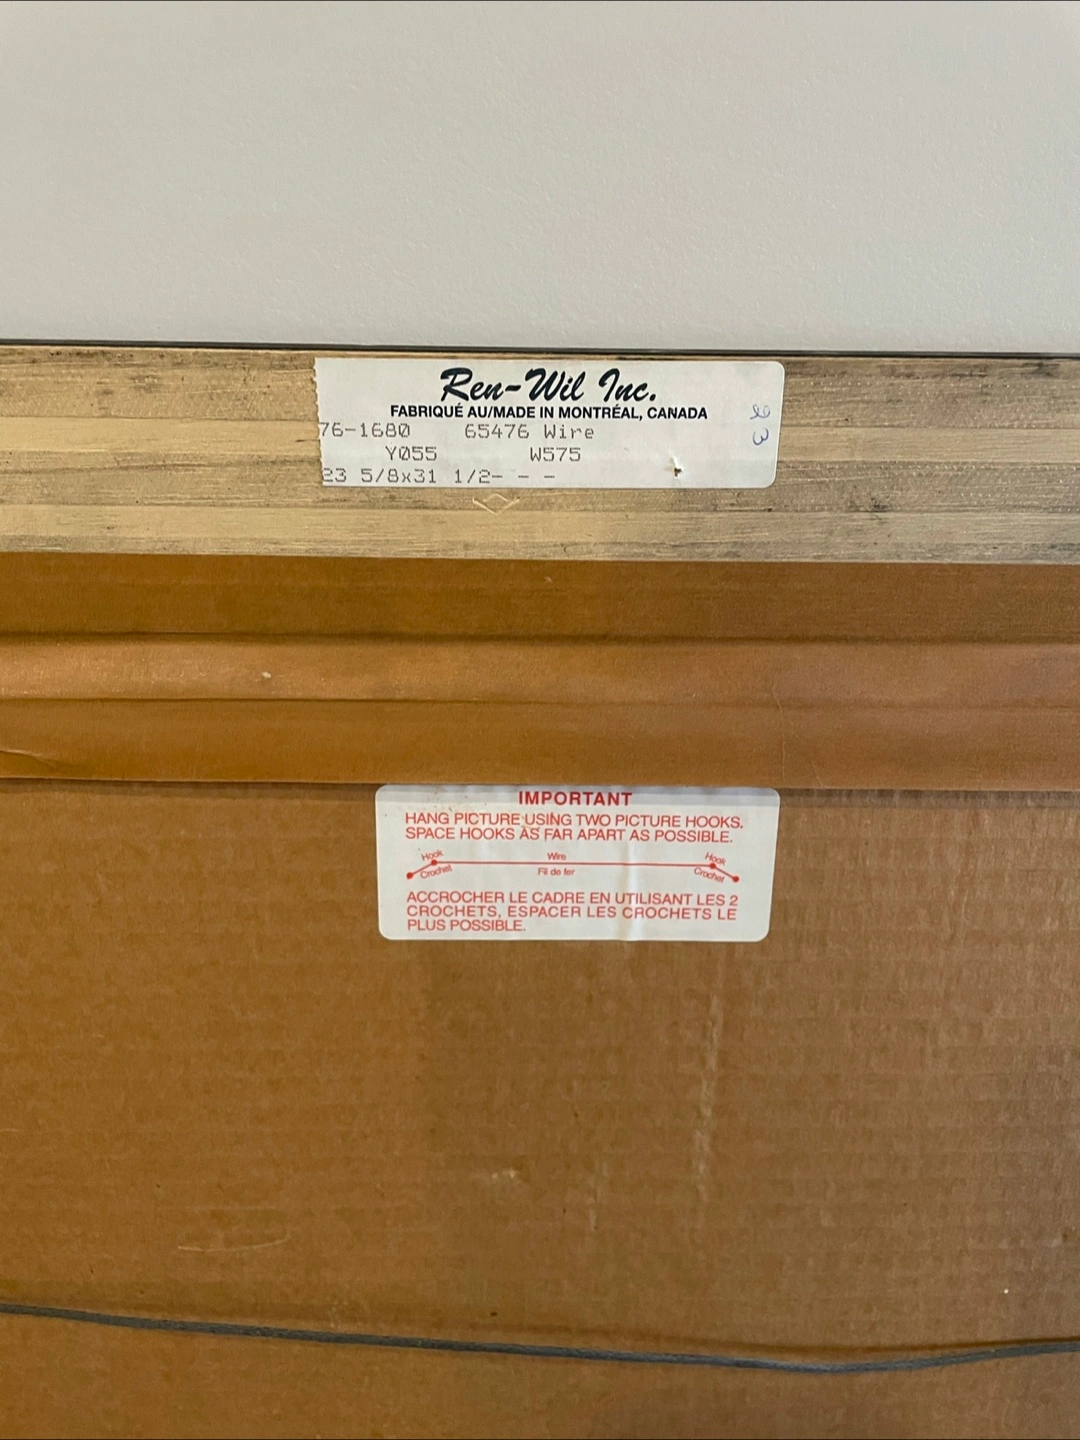 Ren-Wil Inc.
FABRIQUÉ AU/MADE IN MONTRÉAL, CANADA
76-1680 65476 Wire
Y055 W575
23 5/8x31 1/2- - -
IMPORTANT
HANG PICTURE USING TWO PICTURE HOOKS.
SPACE HOOKS AS FAR APART AS POSSIBLE.
Hook Wire Hook
Crochet Fil de fer Crochet
ACCROCHER LE CADRE EN UTILISANT LES 2
CROCHETS, ESPACER LES CROCHETS LE
PLUS POSSIBLE.